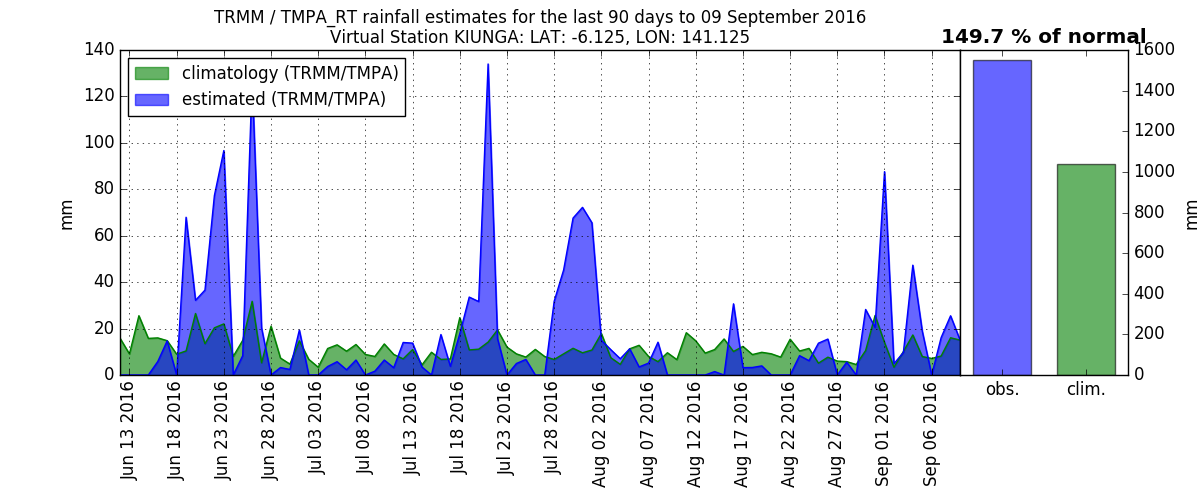 TRMM / TMPA_RT rainfall estimates for the last 90 days to 09 September 2016
Virtual Station KIUNGA: LAT: -6.125, LON: 141.125
149.7 % of normal
climatology (TRMM/TMPA)
estimated (TRMM/TMPA)
mm
140
120
100
80
60
40
20
0
Jun 13 2016
Jun 18 2016
Jun 23 2016
Jun 28 2016
Jul 03 2016
Jul 08 2016
Jul 13 2016
Jul 18 2016
Jul 23 2016
Jul 28 2016
Aug 02 2016
Aug 07 2016
Aug 12 2016
Aug 17 2016
Aug 22 2016
Aug 27 2016
Sep 01 2016
Sep 06 2016
obs.
clim.
1600
1400
1200
1000
800
600
400
200
0
mm